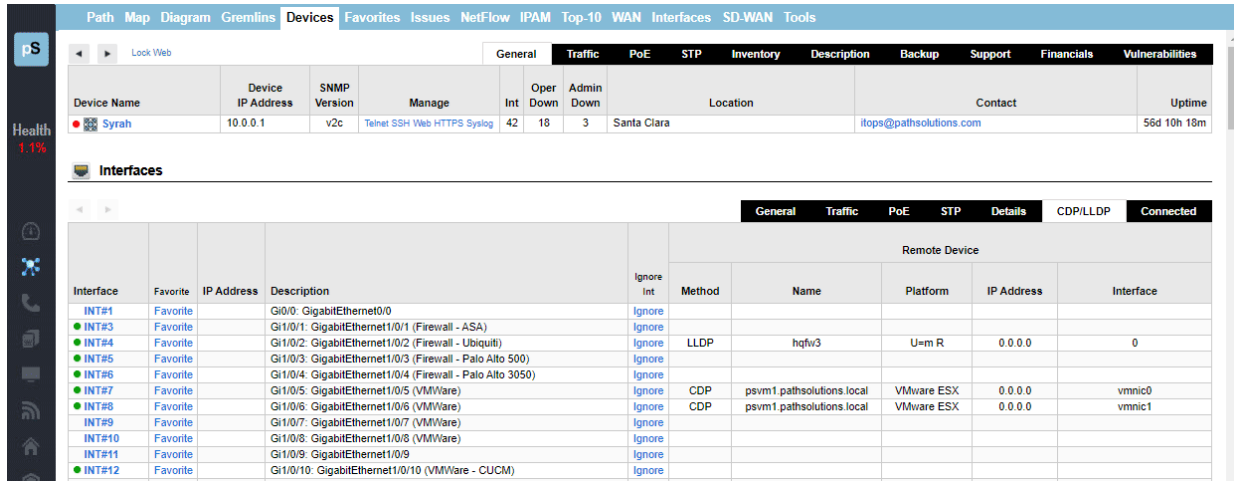 Path Map Diagram Gremlins Devices Favorites Issues NetFlow IPAM Top-10 WAN Interfaces SD-WAN Tools
pS
Lock Web
General Traffic PoE STP Inventory Description Backup Support Financials Vulnerabilities
Device Name Device IP Address SNMP Version Manage Int Oper Down Admin Down Location Contact Uptime
Syrah 10.0.0.1 v2c Telnet SSH Web HTTPS Syslog 42 18 3 Santa Clara itops@pathsolutions.com 56d 10h 18m
Health
1.1%
Interfaces
General Traffic PoE STP Details CDP/LLDP Connected
Remote Device
Interface Favorite IP Address Description Ignore Int Method Name Platform IP Address Interface
INT#1 Favorite Gi0/0: GigabitEthernet0/0 Ignore
INT#3 Favorite Gi1/0/1: GigabitEthernet1/0/1 (Firewall - ASA) Ignore
INT#4 Favorite Gi1/0/2: GigabitEthernet1/0/2 (Firewall - Ubiquiti) Ignore LLDP hqfw3 U=m R 0.0.0.0 0
INT#5 Favorite Gi1/0/3: GigabitEthernet1/0/3 (Firewall - Palo Alto 500) Ignore
INT#6 Favorite Gi1/0/4: GigabitEthernet1/0/4 (Firewall - Palo Alto 3050) Ignore
INT#7 Favorite Gi1/0/5: GigabitEthernet1/0/5 (VMWare) Ignore CDP psvm1.pathsolutions.local VMware ESX 0.0.0.0 vmnic0
INT#8 Favorite Gi1/0/6: GigabitEthernet1/0/6 (VMWare) Ignore CDP psvm1.pathsolutions.local VMware ESX 0.0.0.0 vmnic1
INT#9 Favorite Gi1/0/7: GigabitEthernet1/0/7 (VMWare) Ignore
INT#10 Favorite Gi1/0/8: GigabitEthernet1/0/8 (VMWare) Ignore
INT#11 Favorite Gi1/0/9: GigabitEthernet1/0/9 Ignore
INT#12 Favorite Gi1/0/10: GigabitEthernet1/0/10 (VMWare - CUCM) Ignore